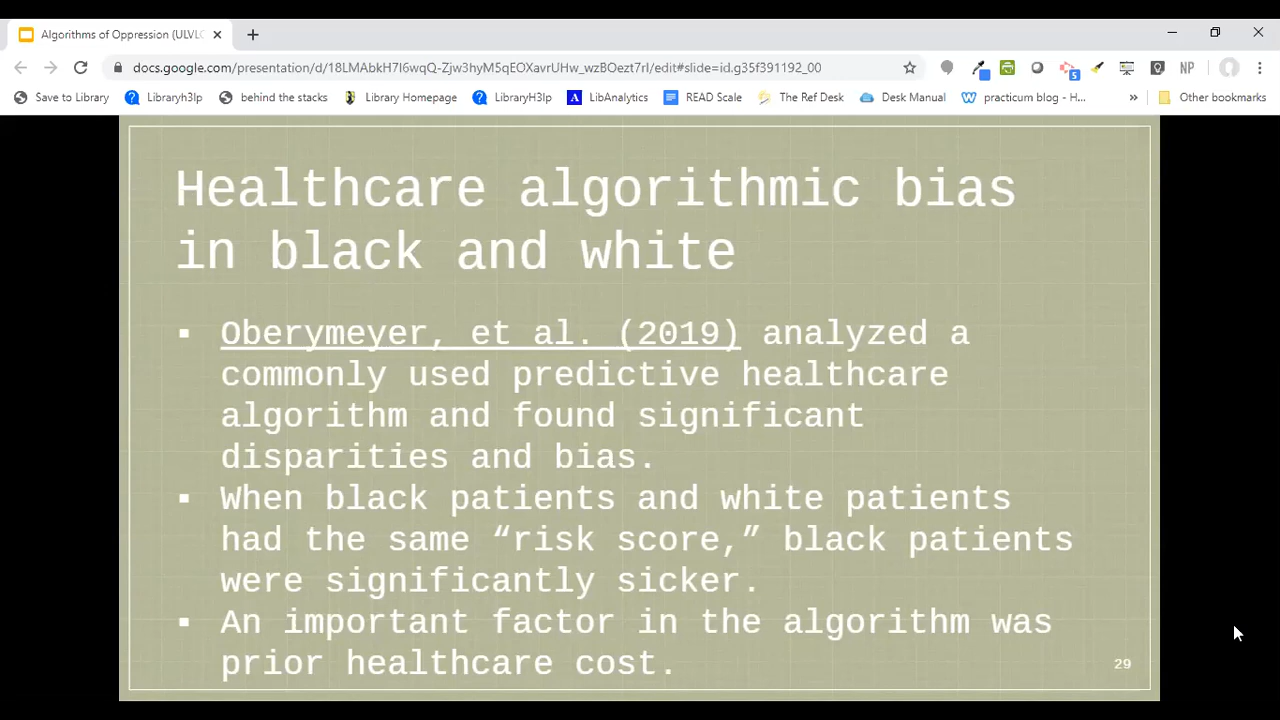 Algorithms of Oppression (ULVLC
docs.google.com/presentation/d/18LMAbkH7I6wqQ-Zjw3hyM5qEOXavrUHw_wzBOezt7rI/edit#slide=id.g35f391192_00
5
NP
Save to Library
Libraryh3lp
behind the stacks
Library Homepage
LibraryH3lp
A
LibAnalytics
READ Scale
The Ref Desk
Desk Manual
practicum blog - H...
»
Other bookmarks
Healthcare algorithmic bias
in black and white
▪ Oberymeyer, et al. (2019) analyzed a
commonly used predictive healthcare
algorithm and found significant
disparities and bias.
▪ When black patients and white patients
had the same “risk score,” black patients
were significantly sicker.
▪ An important factor in the algorithm was
prior healthcare cost.
29